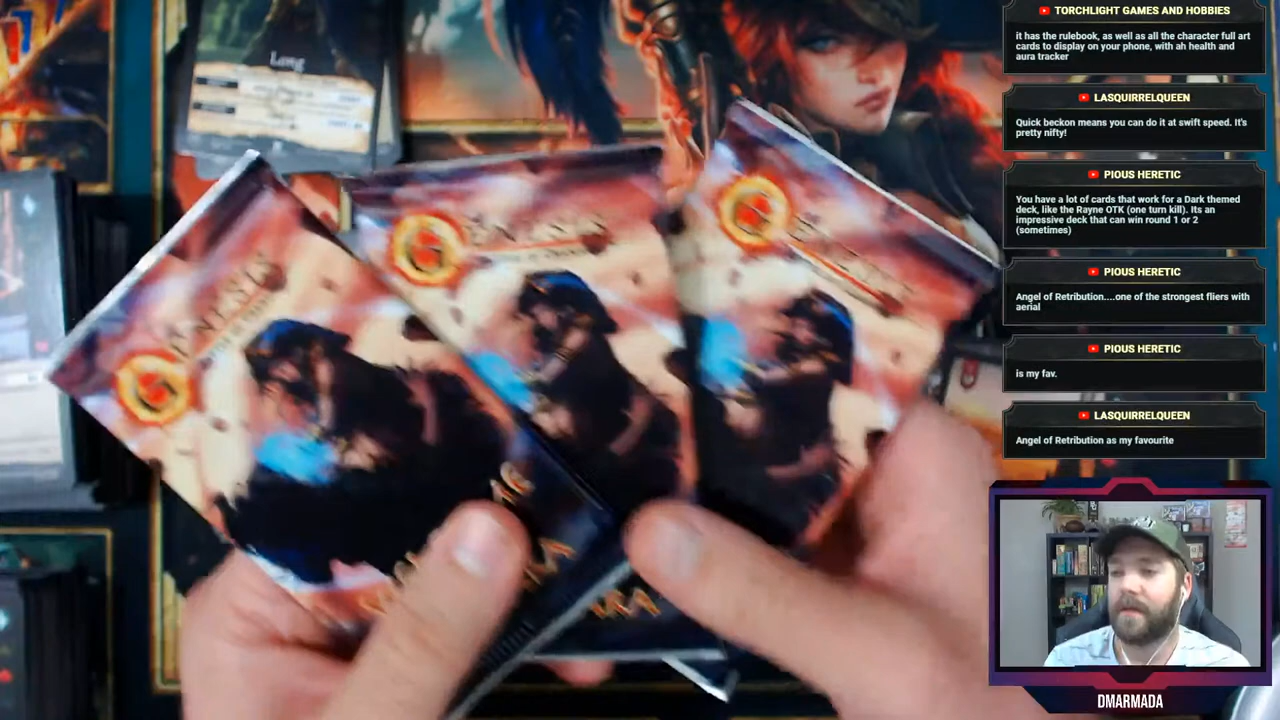 Long
TORCHLIGHT GAMES AND HOBBIES
it has the rulebook, as well as all the character full art
cards to display on your phone, with ah health and
aura tracker
LASQUIRRELQUEEN
Quick beckon means you can do it at swift speed. It's
pretty nifty!
PIOUS HERETIC
You have a lot of cards that work for a Dark themed
deck, like the Rayne OTK (one turn kill). Its an
impressive deck that can win round 1 or 2
(sometimes)
PIOUS HERETIC
Angel of Retribution....one of the strongest fliers with
aerial
PIOUS HERETIC
is my fav.
LASQUIRRELQUEEN
Angel of Retribution as my favourite
DMARMADA